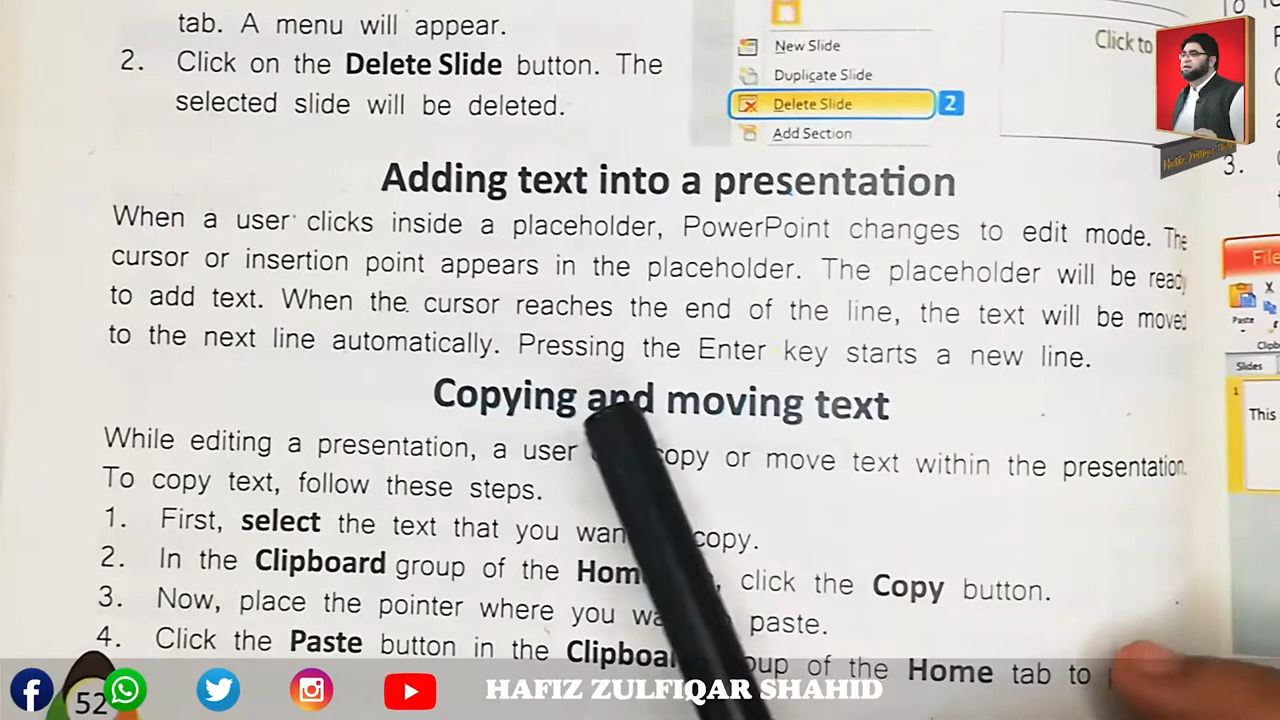 tab. A menu will appear.
2. Click on the Delete Slide button. The
selected slide will be deleted.
New Slide
Duplicate Slide
Delete Slide 2
Add Section
Click to
Adding text into a presentation
When a user clicks inside a placeholder, PowerPoint changes to edit mode. The
cursor or insertion point appears in the placeholder. The placeholder will be ready
to add text. When the cursor reaches the end of the line, the text will be moved
to the next line automatically. Pressing the Enter key starts a new line.
Copying and moving text
While editing a presentation, a user copy or move text within the presentation.
To copy text, follow these steps.
1. First, select the text that you wan copy.
2. In the Clipboard group of the Hom , click the Copy button.
3. Now, place the pointer where you wa paste.
4. Click the Paste button in the Clipboar oup of the Home tab to
52
3.
File
Paste
Clipb
Slides
1
This
HAFIZ ZULFIQAR SHAHID